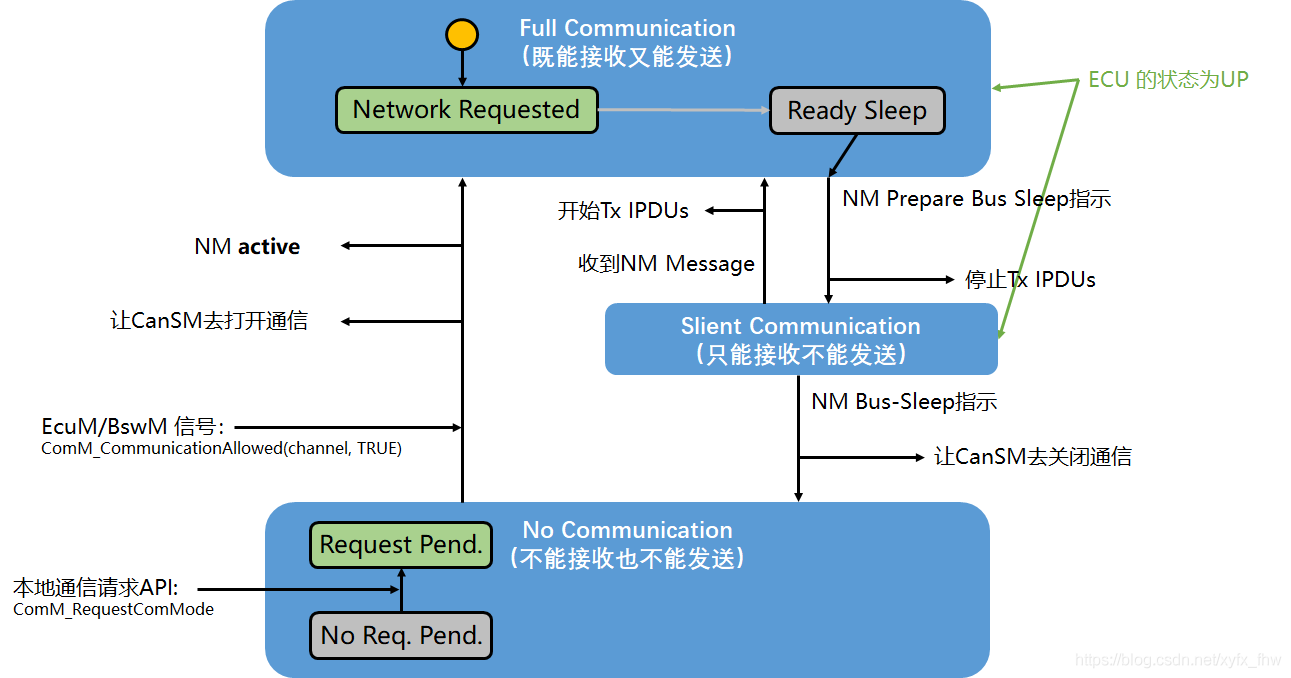 Full Communication
(既能接收又能发送)
ECU 的状态为UP
Network Requested
Ready Sleep
NM Prepare Bus Sleep指示
开始Tx IPDUs
NM active
收到NM Message
停止Tx IPDUs
让CanSM去打开通信
Slient Communication
(只能接收不能发送)
NM Bus-Sleep指示
EcuM/BswM 信号:
ComM_CommunicationAllowed(channel, TRUE)
让CanSM去关闭通信
No Communication
(不能接收也不能发送)
Request Pend.
本地通信请求API:
ComM_RequestComMode
No Req. Pend.
https://blog.csdn.net/xyfx_fhw